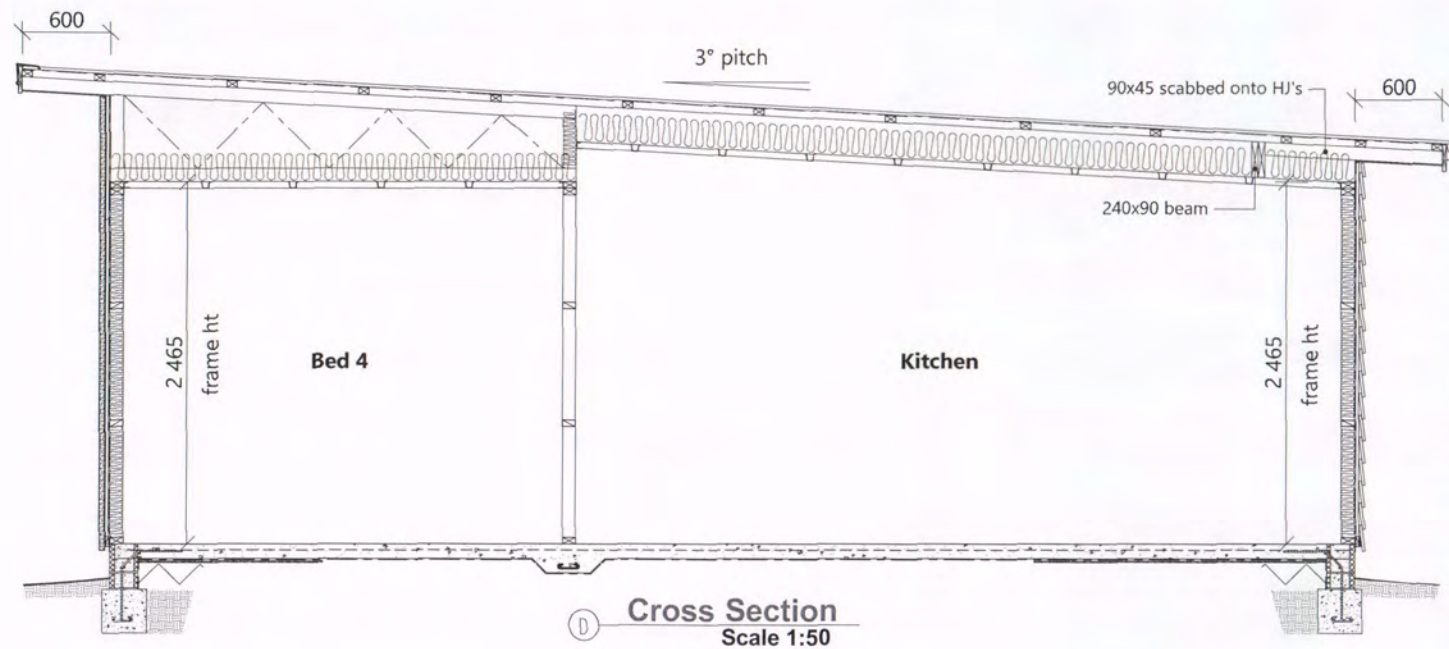 600
3° pitch
90x45 scabbed onto HJ's
600
240x90 beam
2 465
frame ht
Bed 4
Kitchen
2 465
frame ht
D
Cross Section
Scale 1:50